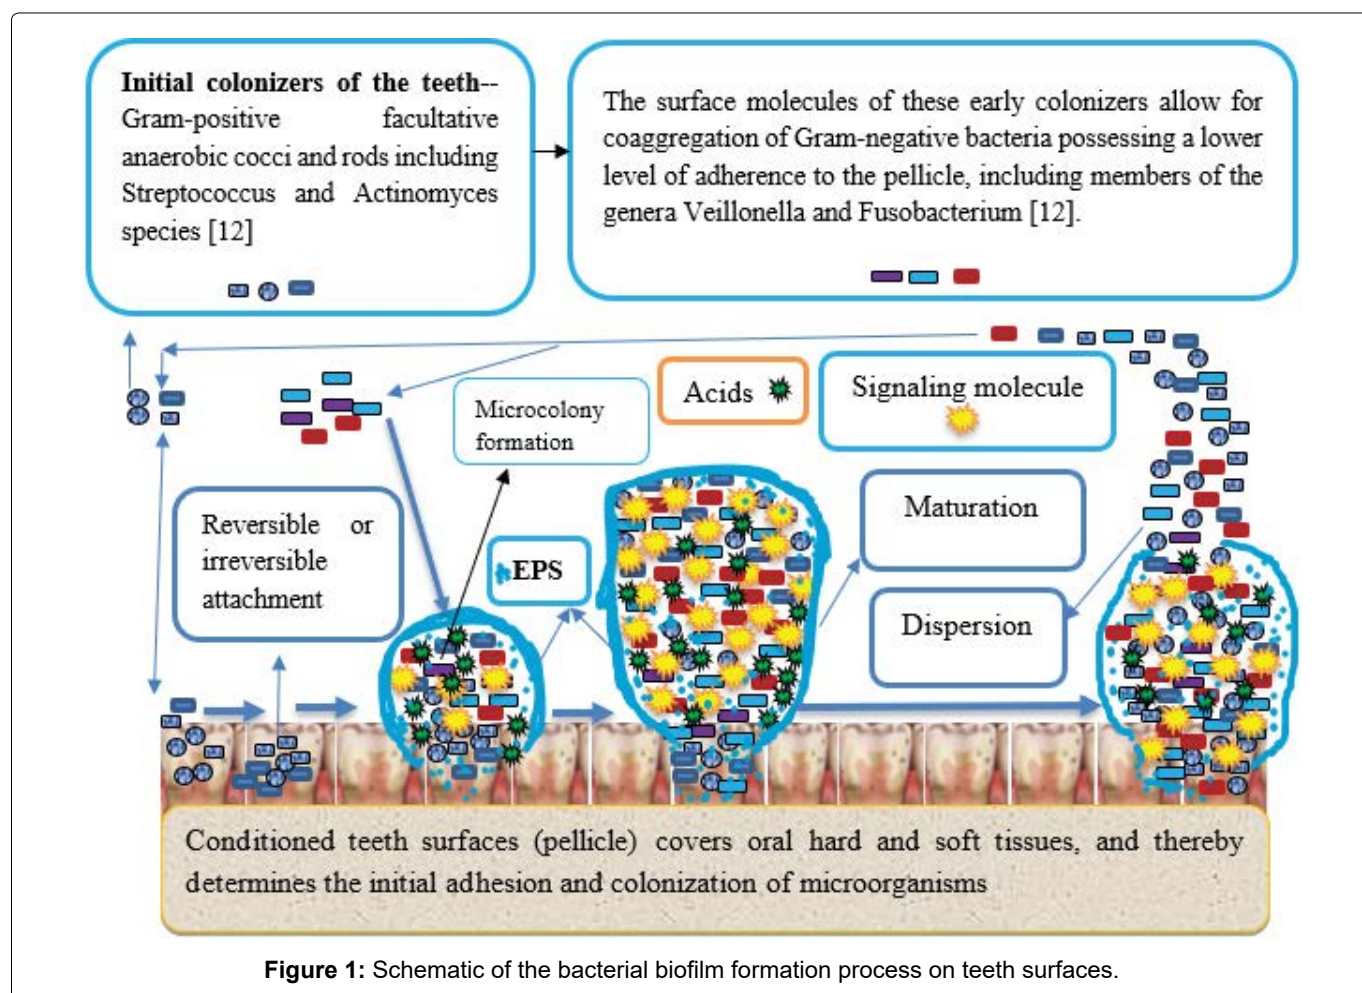 Initial colonizers of the teeth--
Gram-positive facultative
anaerobic cocci and rods including
Streptococcus and Actinomyces
species [12]
The surface molecules of these early colonizers allow for
coaggregation of Gram-negative bacteria possessing a lower
level of adherence to the pellicle, including members of the
genera Veillonella and Fusobacterium [12].
Acids
Signaling molecule
Microcolony
formation
Reversible or
irreversible
attachment
EPS
Maturation
Dispersion
Conditioned teeth surfaces (pellicle) covers oral hard and soft tissues, and thereby
determines the initial adhesion and colonization of microorganisms
Figure 1: Schematic of the bacterial biofilm formation process on teeth surfaces.